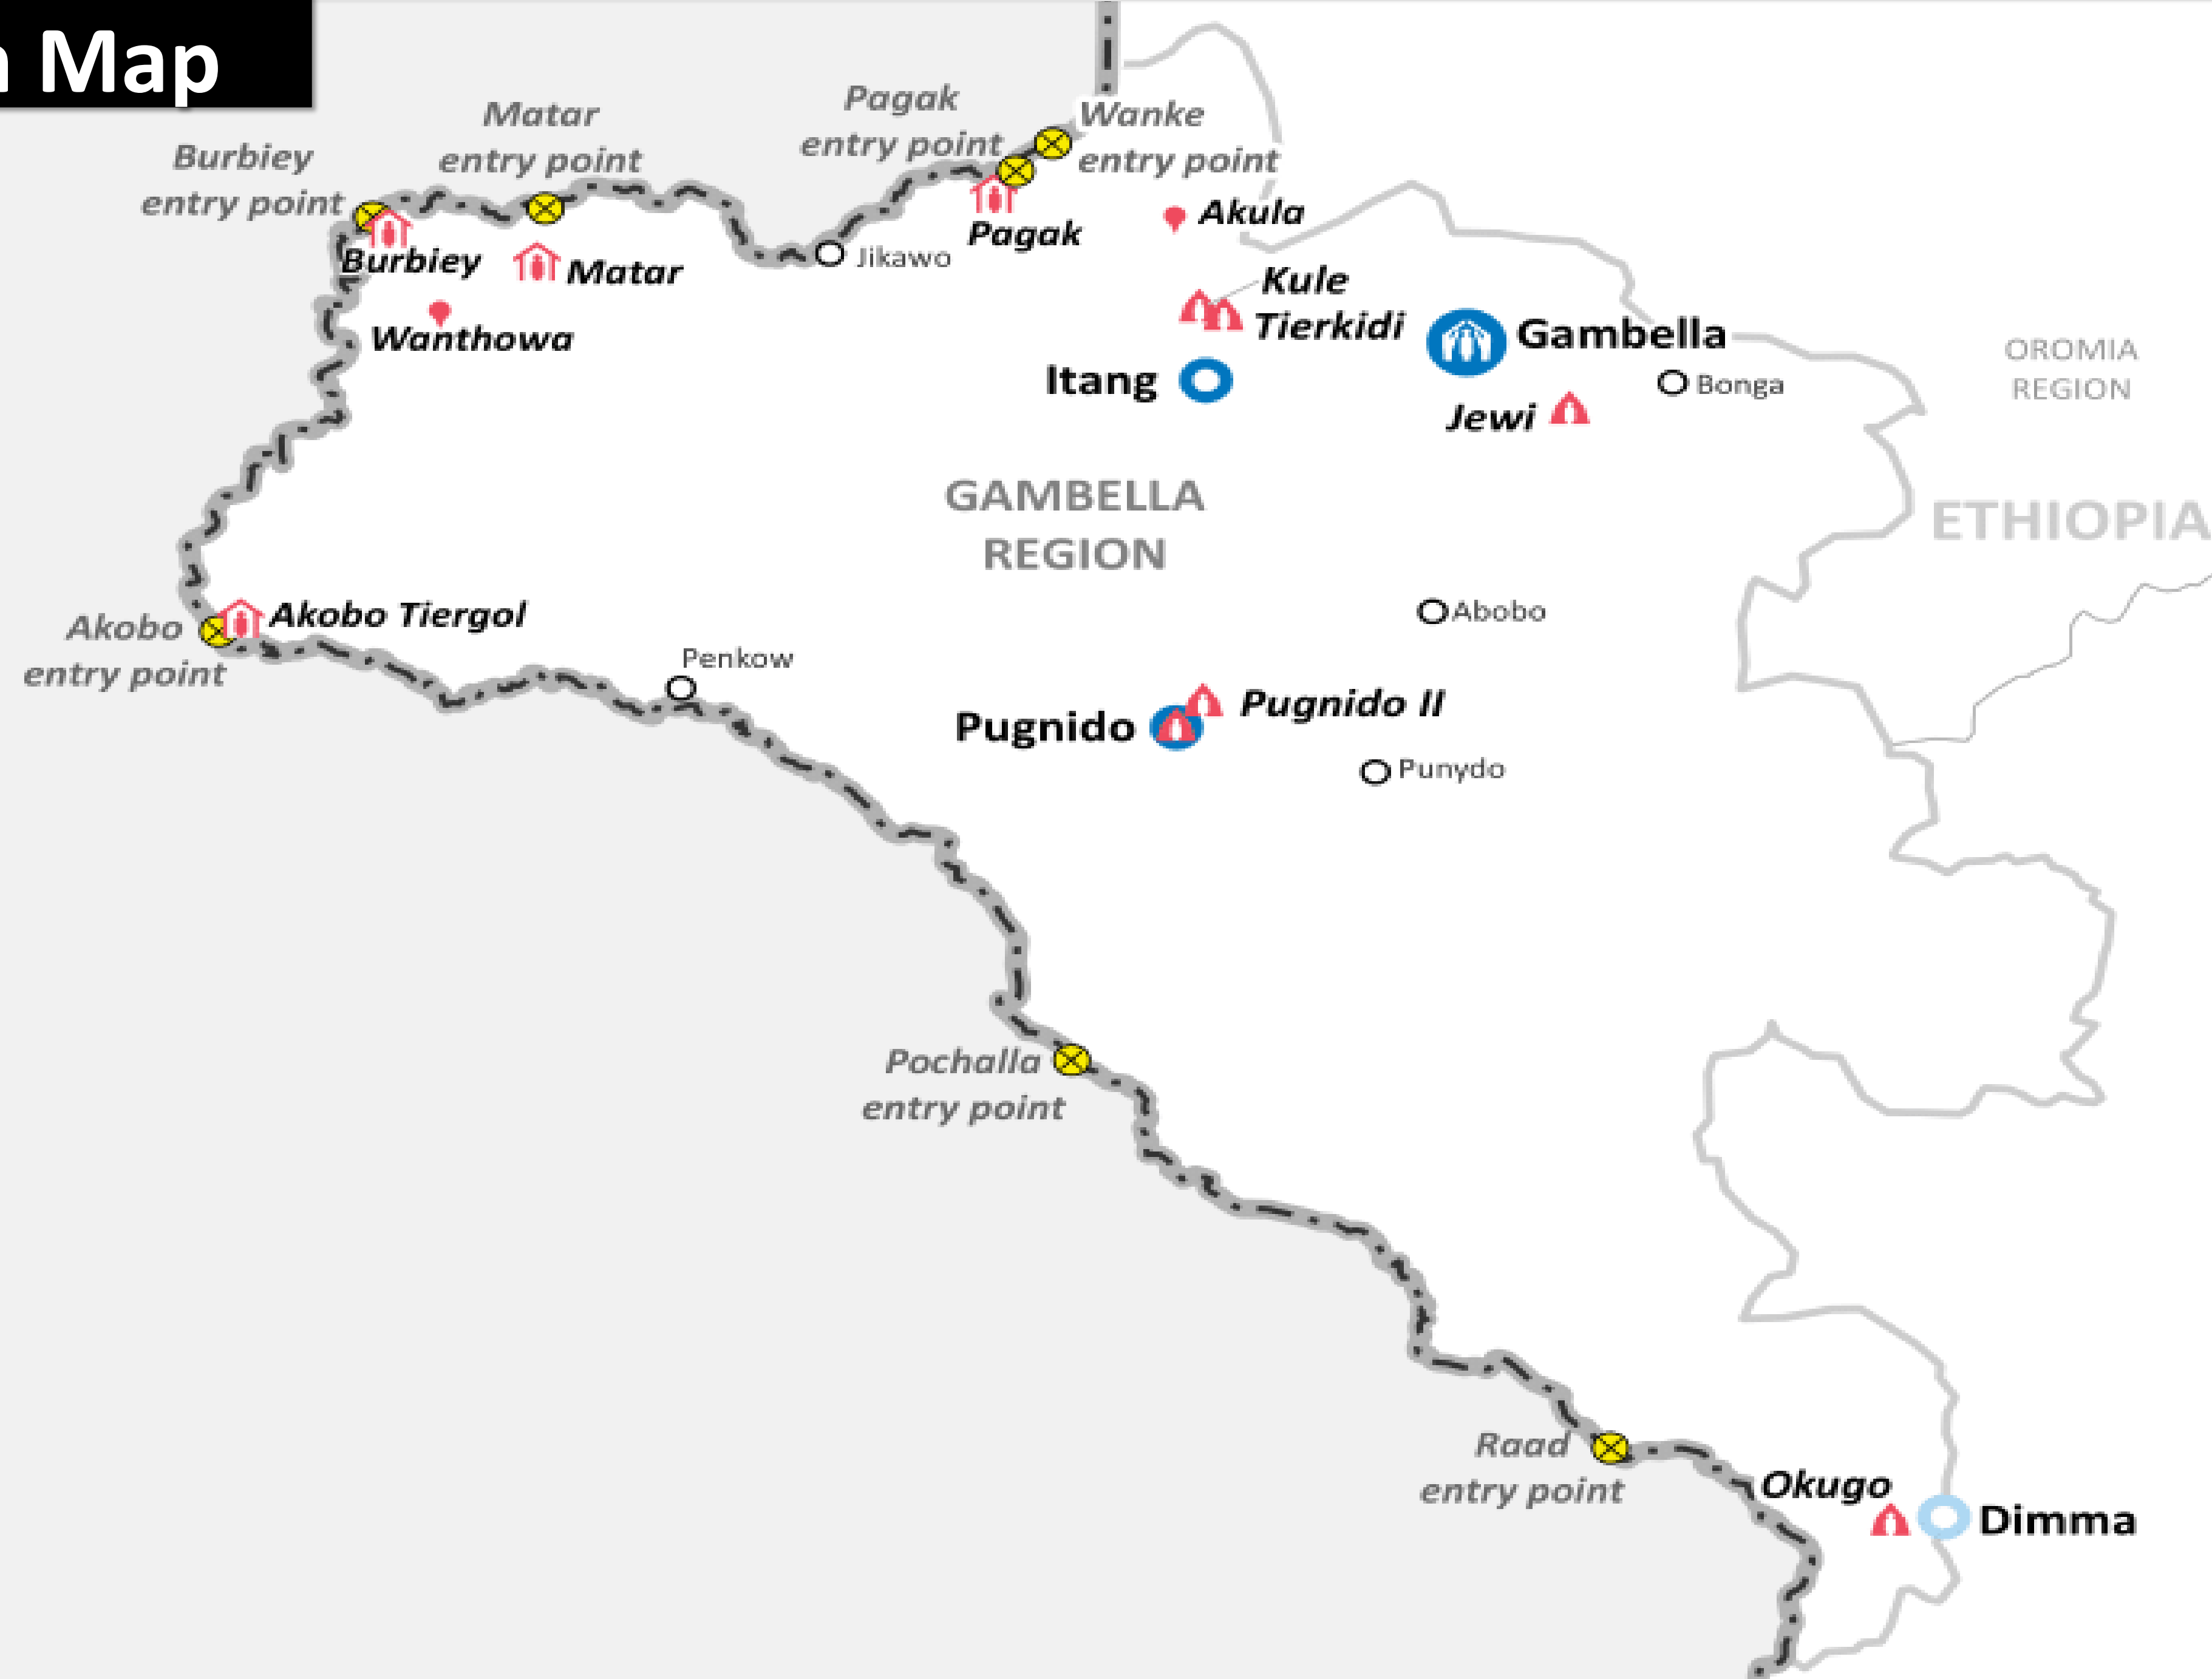 n Map
Pagak
entry point
Matar
entry point
Wanke
entry point
Burbiey
entry point
Akula
Pagak
Jikawo
Burbiey
Matar
Kule
Tierkidi
Wanthowa
Gambella
OROMIA
REGION
Itang
Bonga
Jewi
GAMBELLA
REGION
ETHIOPIA
Akobo Tiergol
Akobo
entry point
Abobo
Penkow
Pugnido
Pugnido II
Punydo
Pochalla
entry point
Raad
entry point
Okugo
Dimma